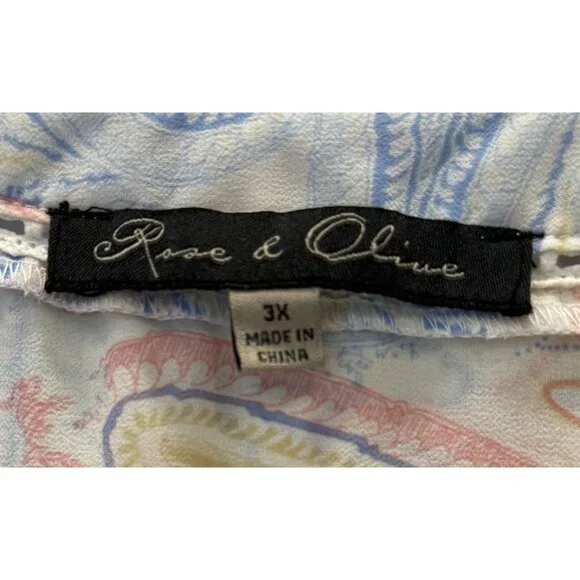 Rose & Olive
3X
MADE IN
CHINA